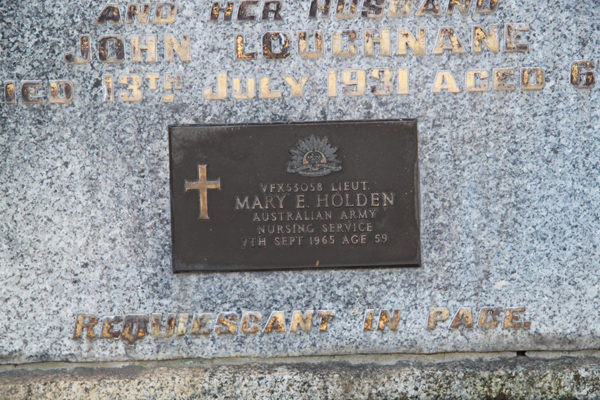 AND HER HUSBAND
JOHN LOUGHNANE
DIED 13TH JULY 1931 AGED
VFX53058 LIEUT.
MARY E. HOLDEN
AUSTRALIAN ARMY
NURSING SERVICE
7TH SEPT 1965 AGE 59
REQUIESCANT IN PACE.